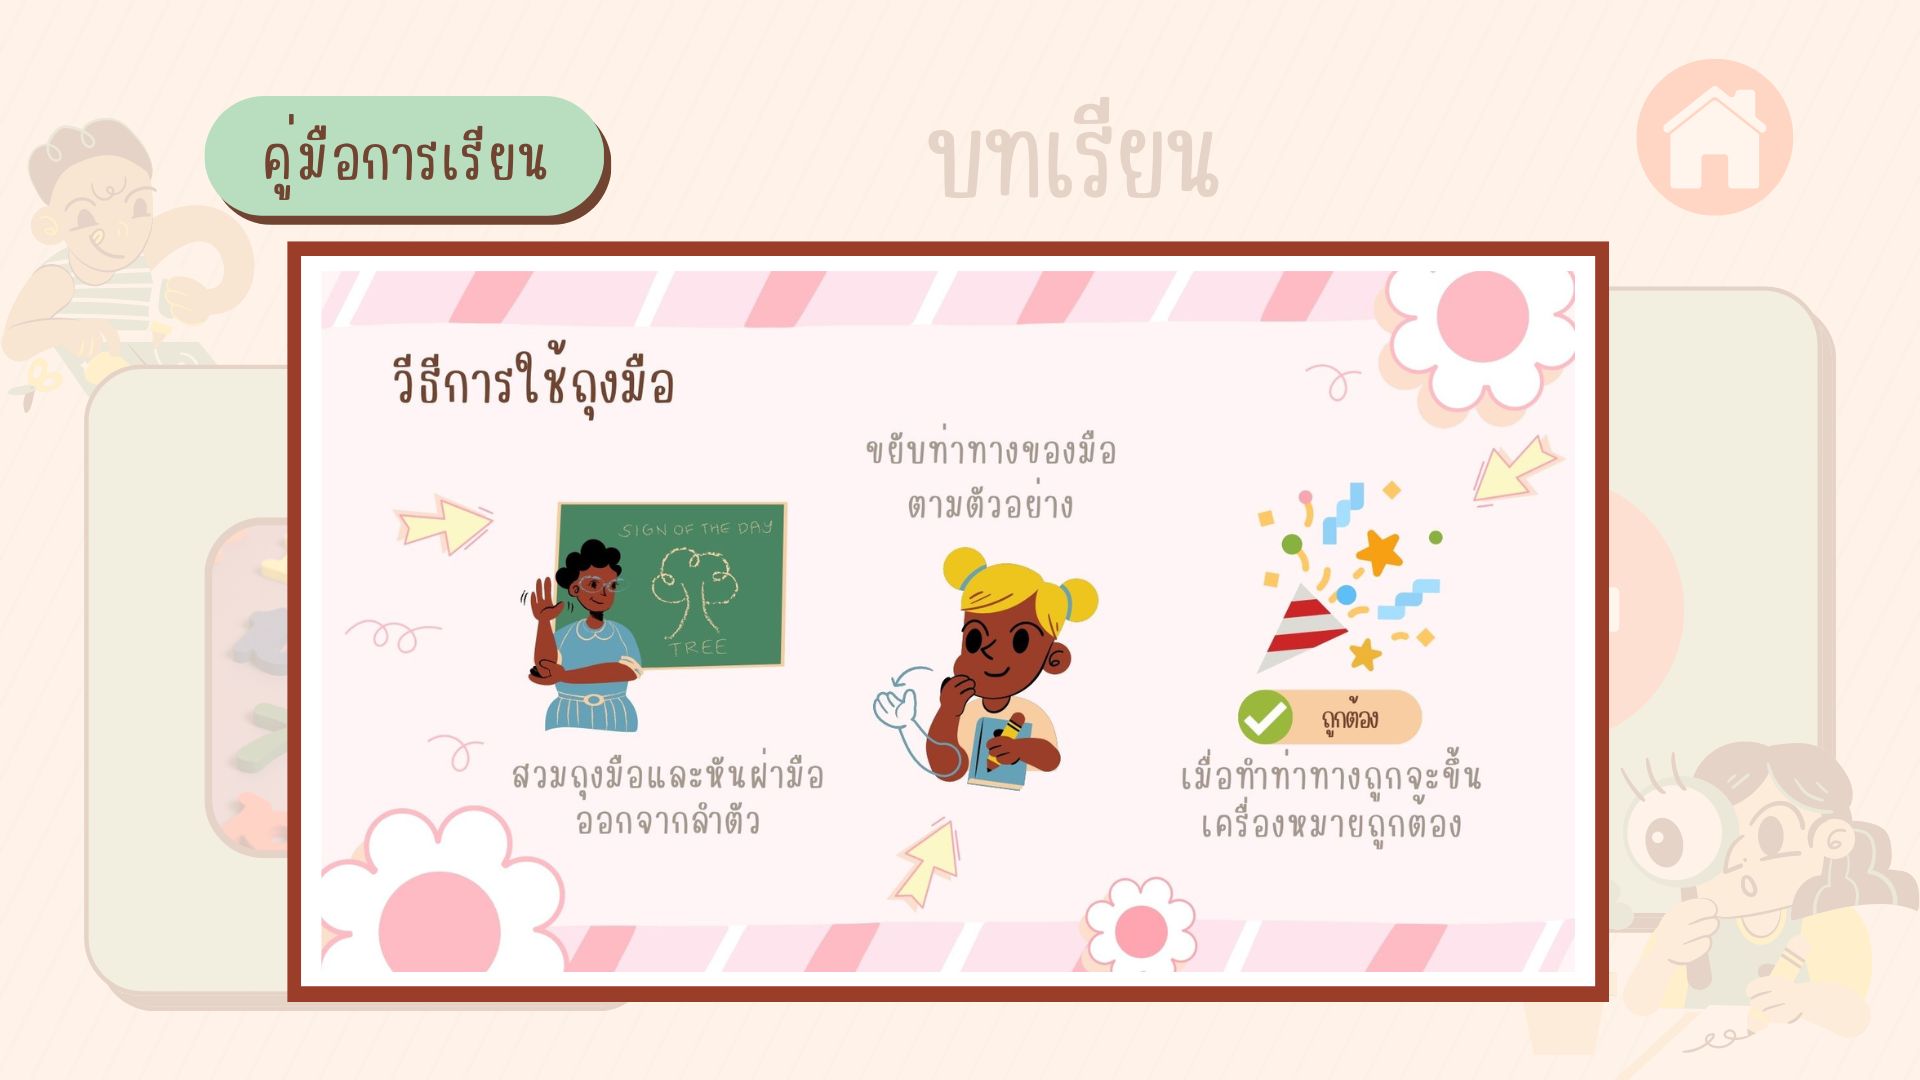 คู่มือการเรียน
บทเรียน
วีธีการใช้ถุงมือ
ขยับท่าทางของมือ
ตามตัวอย่าง
SIGN OF THE DAY
TREE
สวมถุงมือและหันฝ่ามือ
ออกจากลำตัว
ถูกต้อง
เมื่อทำท่าทางถูกจะขึ้น
เครื่องหมายถูกต้อง